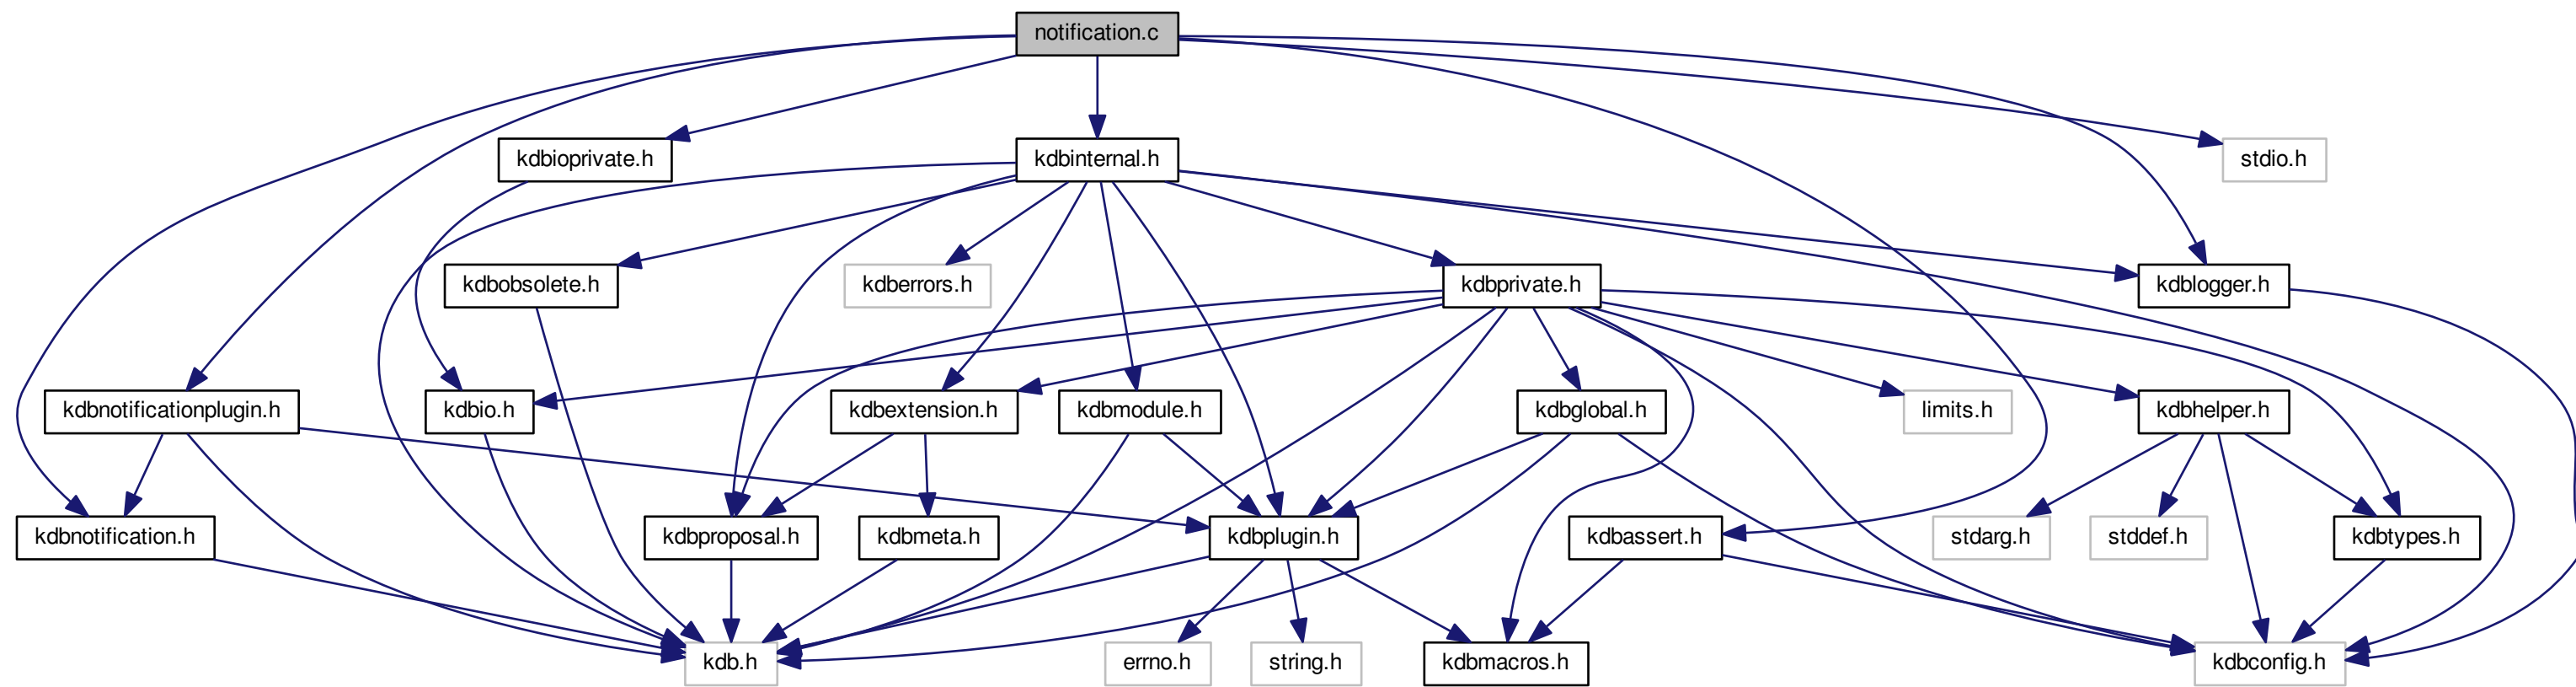 notification.c
kdbioprivate.h
kdbinternal.h
stdio.h
kdbobsolete.h
kdberrors.h
kdbprivate.h
kdblogger.h
kdbnotificationplugin.h
kdbio.h
kdbextension.h
kdbmodule.h
kdbglobal.h
limits.h
kdbhelper.h
kdbnotification.h
kdbproposal.h
kdbmeta.h
kdbplugin.h
kdbassert.h
stdarg.h
stddef.h
kdbtypes.h
kdb.h
errno.h
string.h
kdbmacros.h
kdbconfig.h